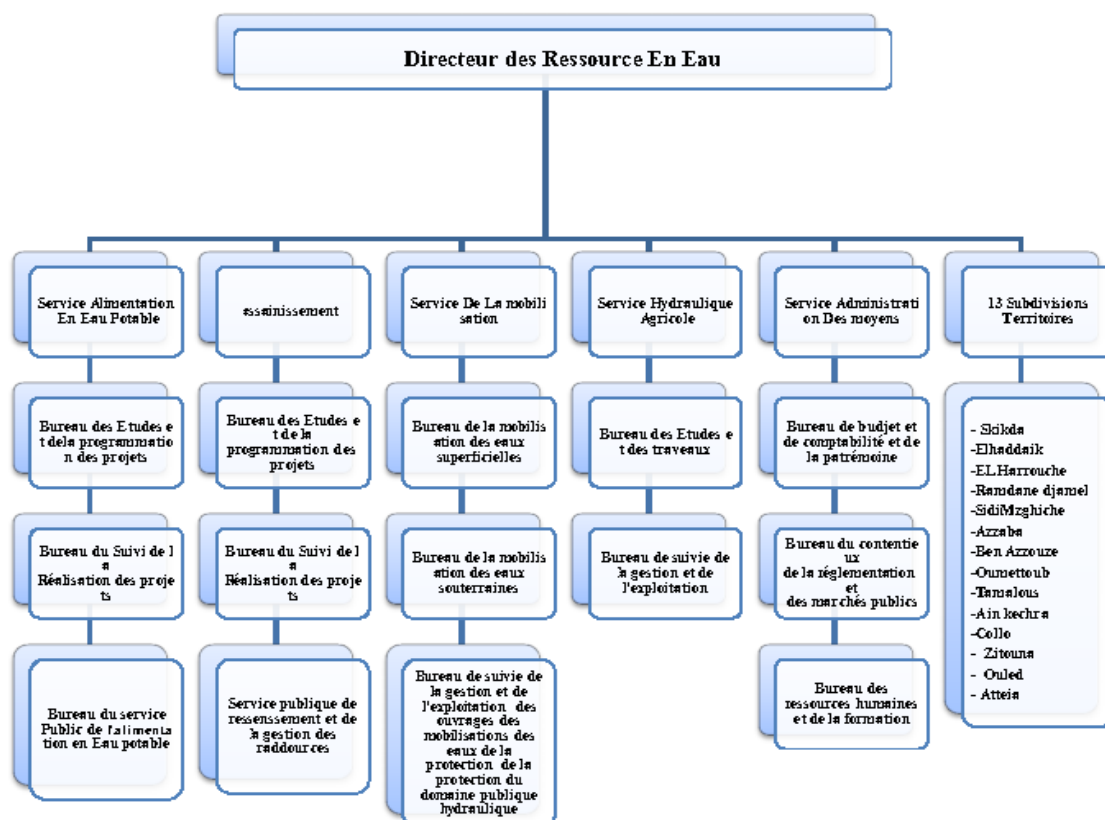 Directeur des Ressource En Eau
Service Alimentation
En Eau Potable
assainissement
Service De La mobili
sation
Service Hydraulique
Agricole
Service Administrati
on Des moyens
13 Subdivisions
Territoires
Bureau des Etudes e
t dela programmatio
n des projets
Bureau des Etudes e
t de la
programmation des
projets
Bureau de la mobilis
ation des eaux
superficielles
Bureau des Etudes e
t des traveaux
Bureau de budjet et
de comptabilité et de
la patrémoine
- Skikda
-Elhaddaik
-EL Harrouche
-Ramdane djamel
-SidiMzghiche
-Azzaba
-Ben Azzouze
-Oumettoub
-Tamalous
-Ain kechra
-Collo
- Zitouna
- Ouled
- Atteia
Bureau du Suivi de l
a
Réalisation des proje
ts
Bureau du Suivi de la
Réalisation des proje
ts
Bureau de la mobilis
ation des eaux
souterraines
Bureau de suivie de
la gestion et de
l'exploitation
Bureau du contentie
ux
de la réglementation
et
des marchés publics
Bureau du service
Public de l'alimenta
tion en Eau potable
Service publique de
ressenssement et de
la gestion des
raddources
Bureau de suivie de
la gestion et de
l'exploitation des
ouvrages des
mobilisations des
eaux de la
protection de la
protection du
domaine publique
hydraulique
Bureau des
ressources humaines
et de la formation